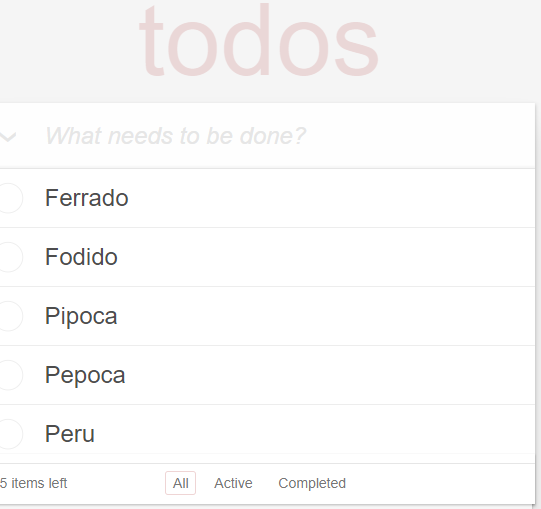 todos
What needs to be done?
Ferrado
Fodido
Pipoca
Pepoca
Peru
5 items left All Active Completed